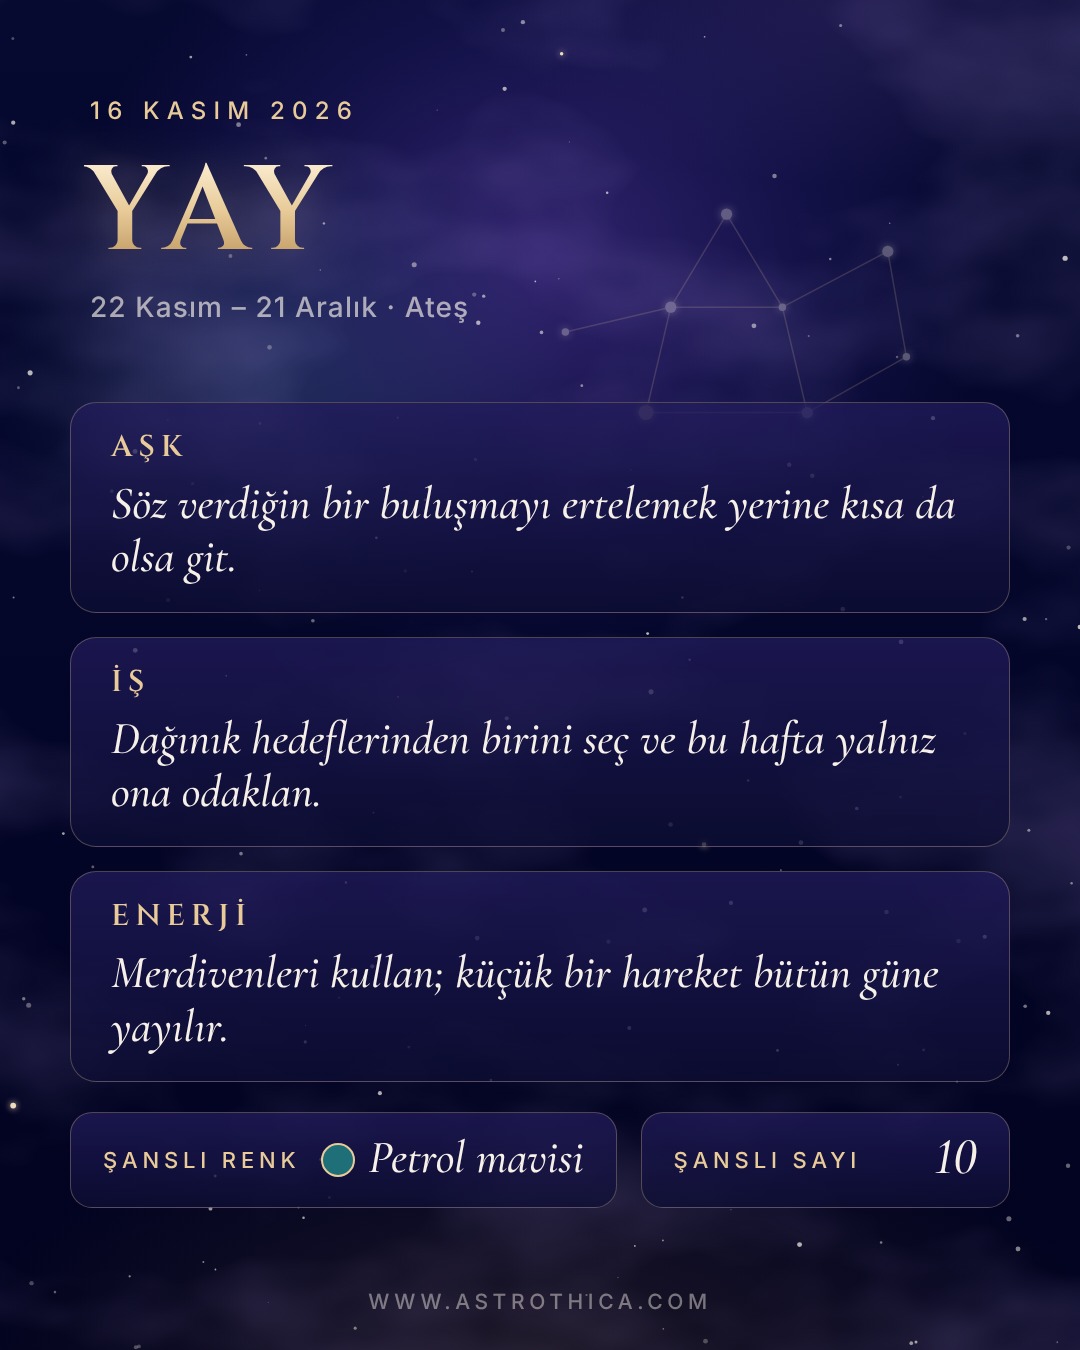 16 KASIM 2026
YAY
22 Kasım – 21 Aralık · Ateş
AŞK
Söz verdiğin bir buluşmayı ertelemek yerine kısa da
olsa git.
İŞ
Dağınık hedeflerinden birini seç ve bu hafta yalnız
ona odaklan.
ENERJİ
Merdivenleri kullan; küçük bir hareket bütün güne
yayılır.
ŞANSLI RENK Petrol mavisi
ŞANSLI SAYI 10
WWW.ASTROTHICA.COM